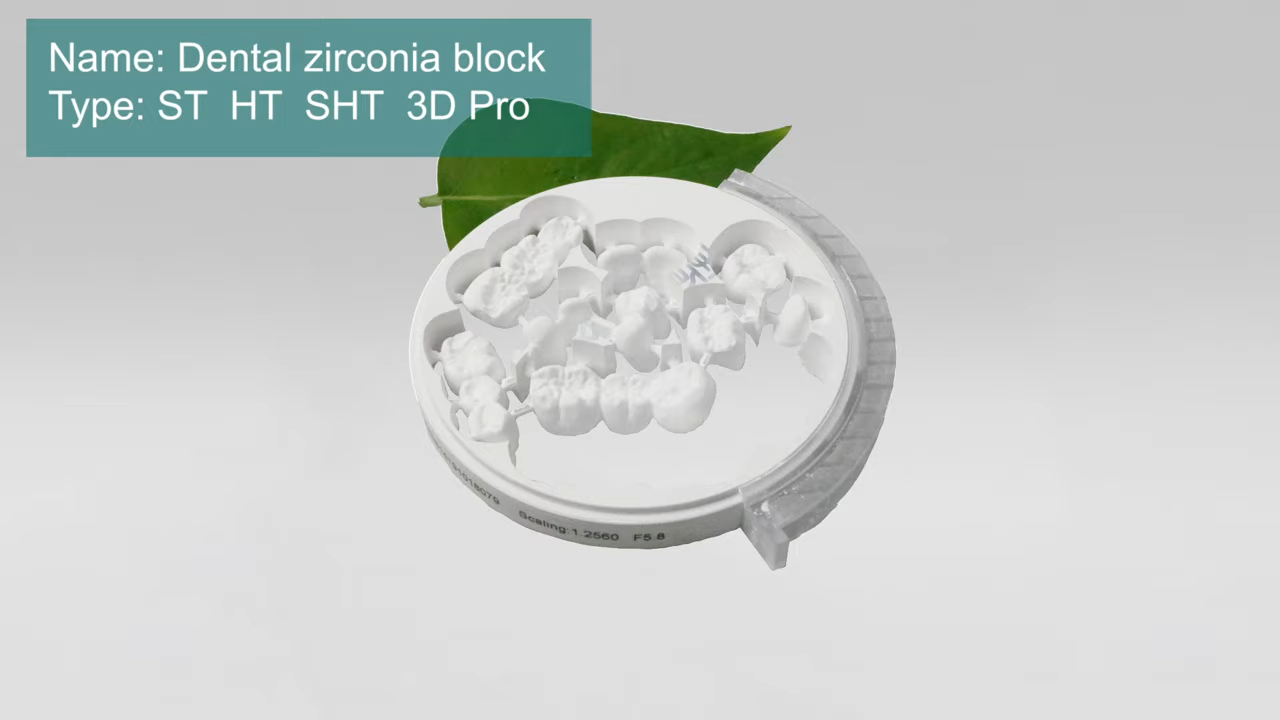 Name: Dental zirconia block
Type: ST HT SHT 3D Pro
Scaling:1.2560 F5.8